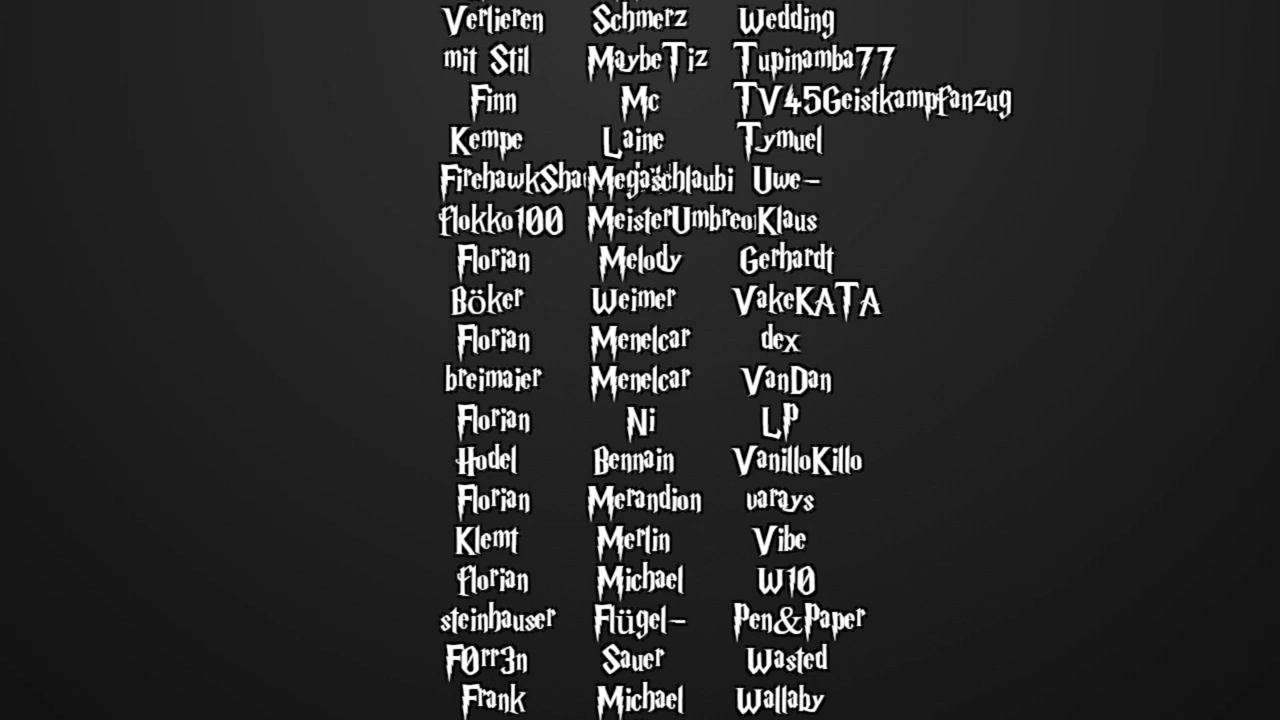 Verlieren Schmerz Wedding
mit Stil MaybeTiz Tupinamba77
Finn Mc TV45Geistkampfanzug
Kempe Laine Tymuel
Megaschlaubi Uwe-
flokko100 Klaus
Florian Melody Gerhardt
Böker Weimer VakeKATA
Florian Menelcar dex
breimaier Menelcar VanDan
Florian Ni LP
Hodel Bennain VanilloKillo
Florian Merandion varays
Klemt Merlin Vibe
florian Michael W10
steinhauser Flügel- Pen&Paper
F0rr3n Sauer Wasted
Frank Michael Wallaby